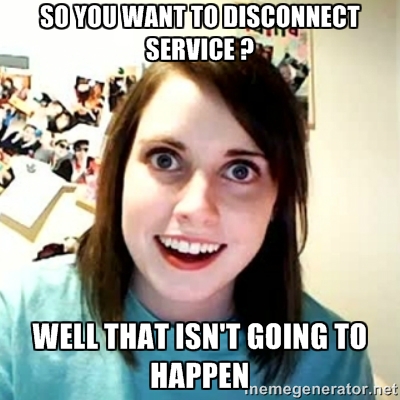 SO YOU WANT TO DISCONNECT
SERVICE ?
WELL THAT ISN'T GOING TO
HAPPEN
memegenerator.net